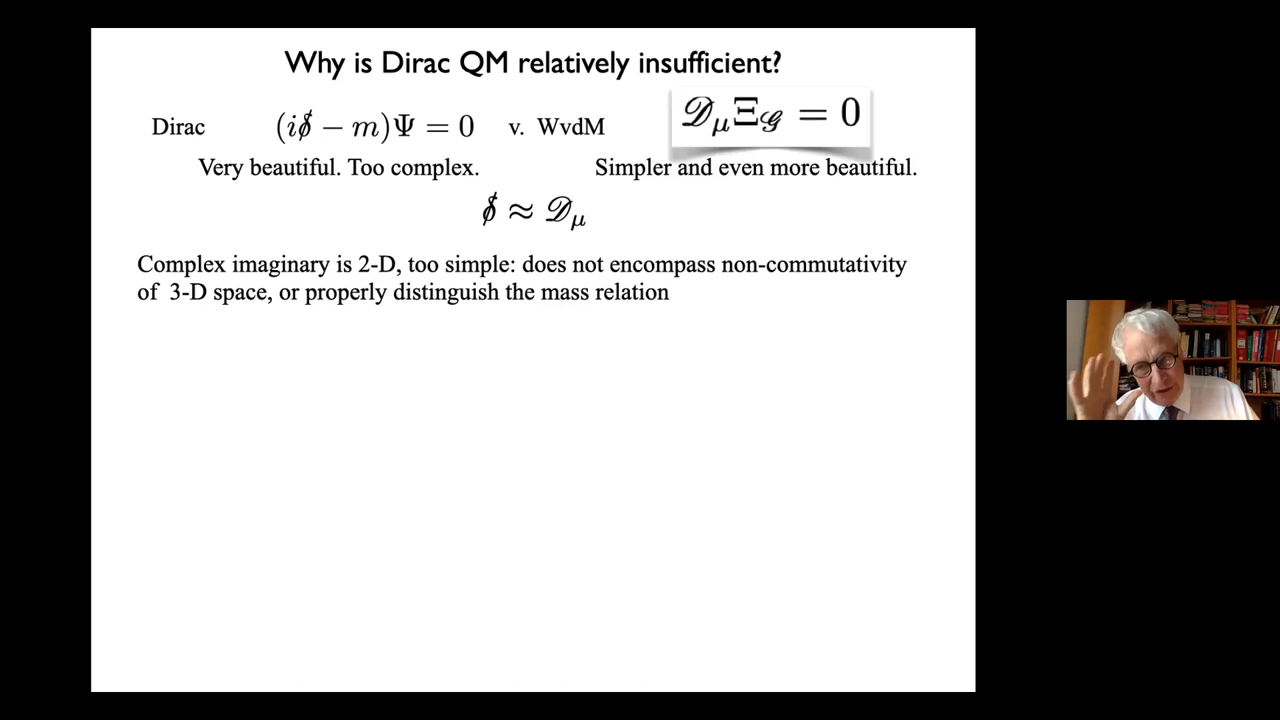 Why is Dirac QM relatively insufficient?
Dirac (i∂̸ − m)Ψ = 0 v. WvdM 𝒟μΞ𝒢 = 0
Very beautiful. Too complex. Simpler and even more beautiful.
∂̸ ≈ 𝒟μ
Complex imaginary is 2-D, too simple: does not encompass non-commutativity
of 3-D space, or properly distinguish the mass relation